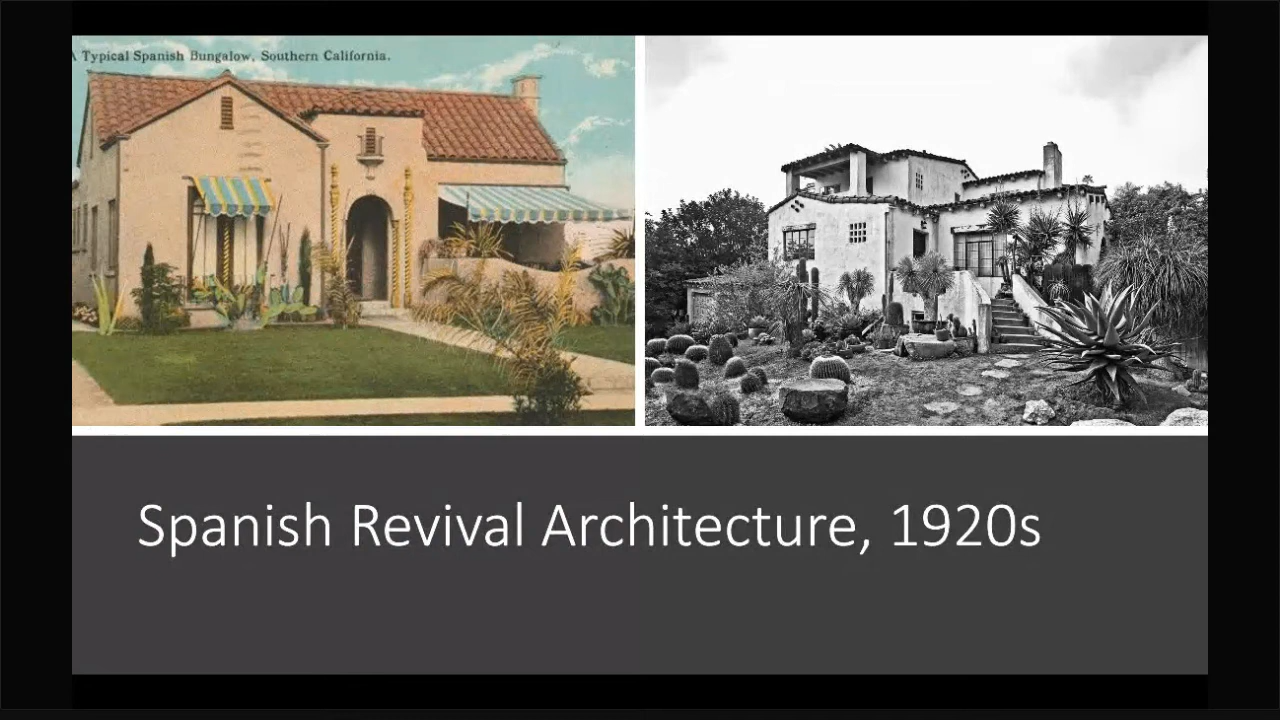 A Typical Spanish Bungalow, Southern California.
Spanish Revival Architecture, 1920s